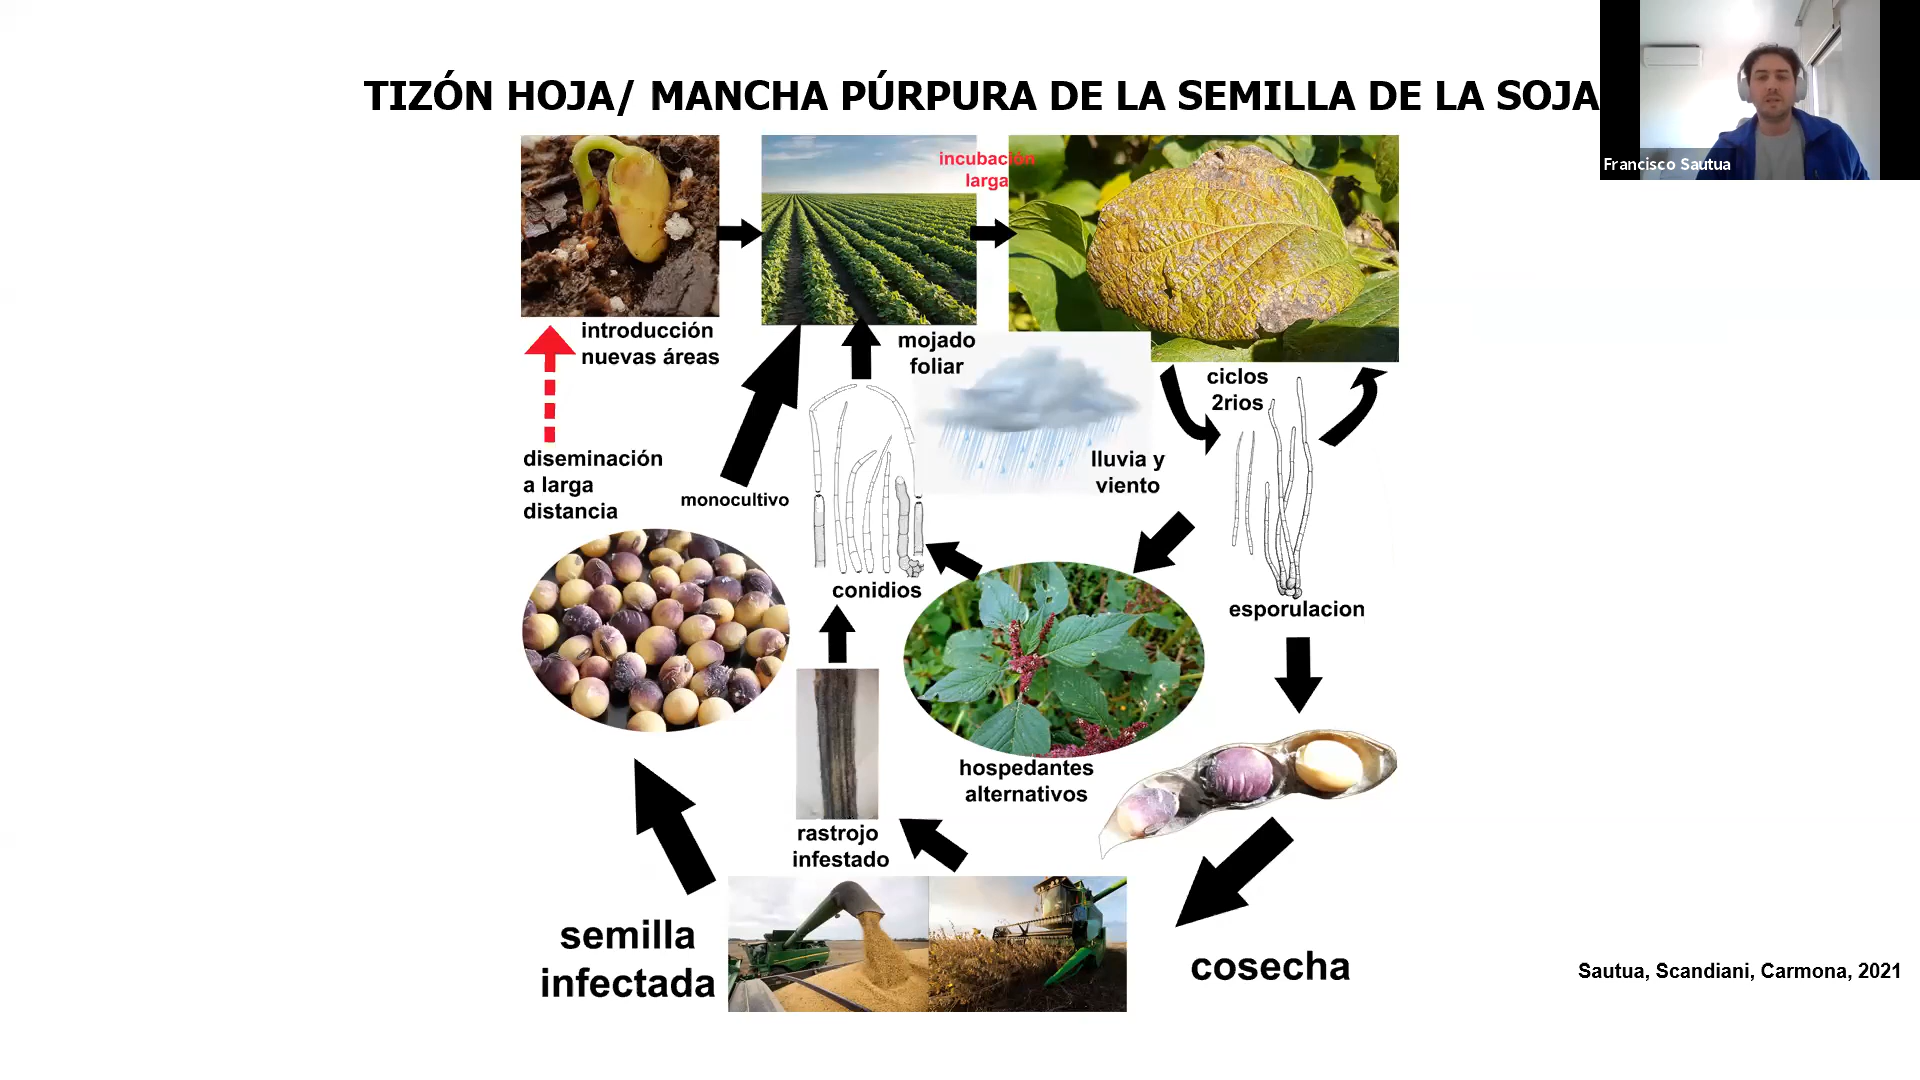 TIZÓN HOJA/ MANCHA PÚRPURA DE LA SEMILLA DE LA SOJA
Francisco Sautua
incubación
larga
introducción
nuevas áreas
mojado
foliar
ciclos
2rios
diseminación
a larga
distancia
monocultivo
lluvia y
viento
conidios
esporulacion
hospedantes
alternativos
rastrojo
infestado
semilla
infectada
cosecha
Sautua, Scandiani, Carmona, 2021